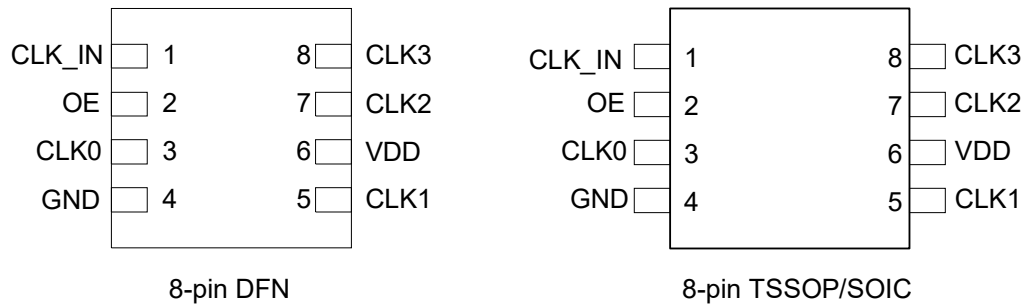 CLK_IN 1 8 CLK3
OE 2 7 CLK2
CLK0 3 6 VDD
GND 4 5 CLK1
8-pin DFN
CLK_IN 1 8 CLK3
OE 2 7 CLK2
CLK0 3 6 VDD
GND 4 5 CLK1
8-pin TSSOP/SOIC